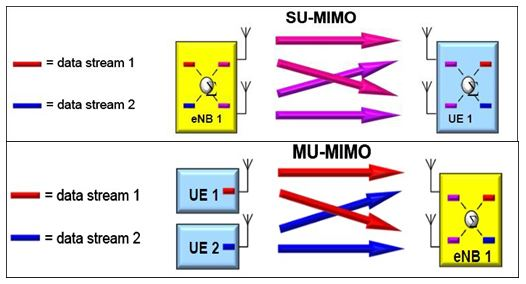 SU-MIMO
= data stream 1
= data stream 2
Σ
eNB 1
Σ
UE 1
MU-MIMO
= data stream 1
= data stream 2
UE 1
UE 2
Σ
eNB 1